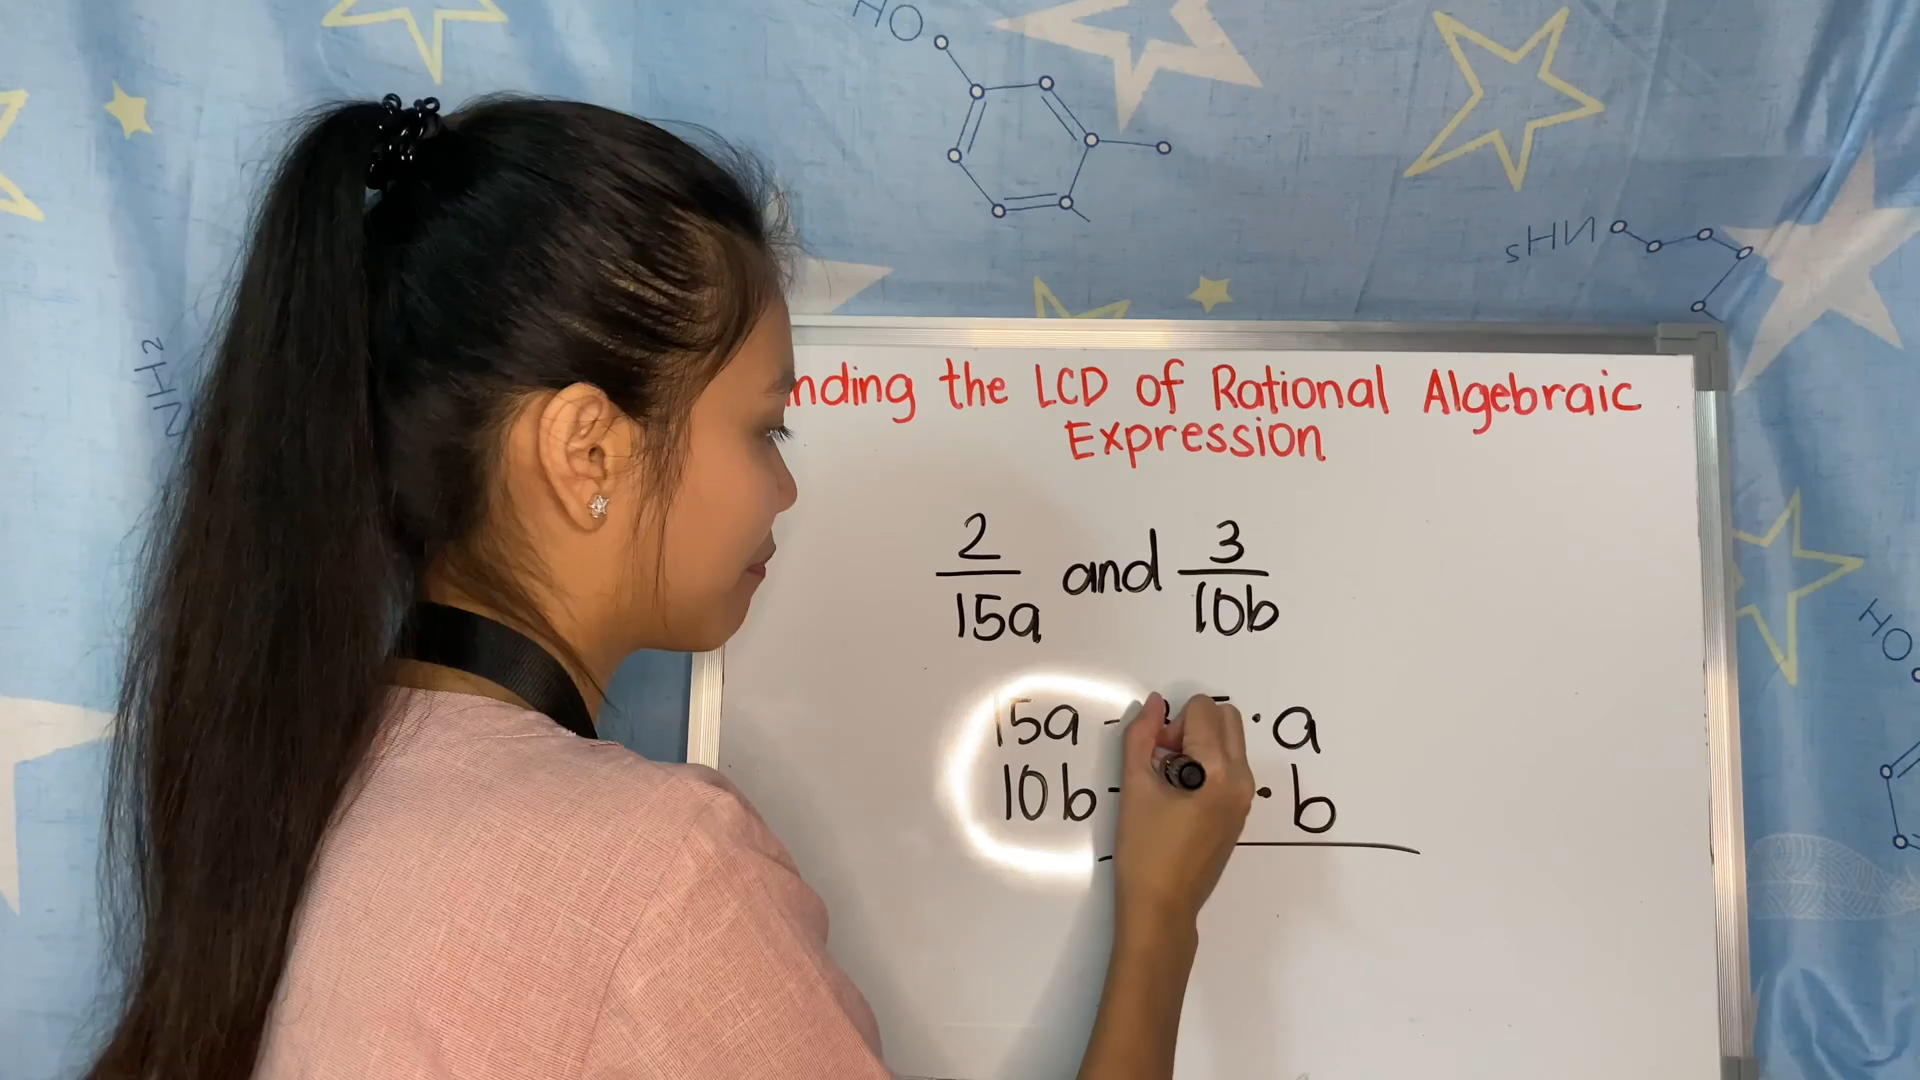 HO
sHN
NH2
nding the LCD of Rational Algebraic
Expression
2 3
15a and 10b
15a · a
10b · b
HO